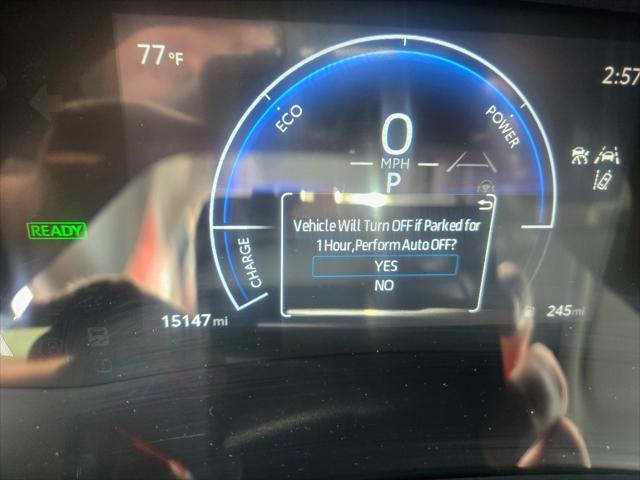 77 °F
2:57
ECO
POWER
0
MPH
P
READY
Vehicle Will Turn OFF if Parked for
1 Hour,Perform Auto OFF?
YES
NO
CHARGE
15147 mi
245 mi